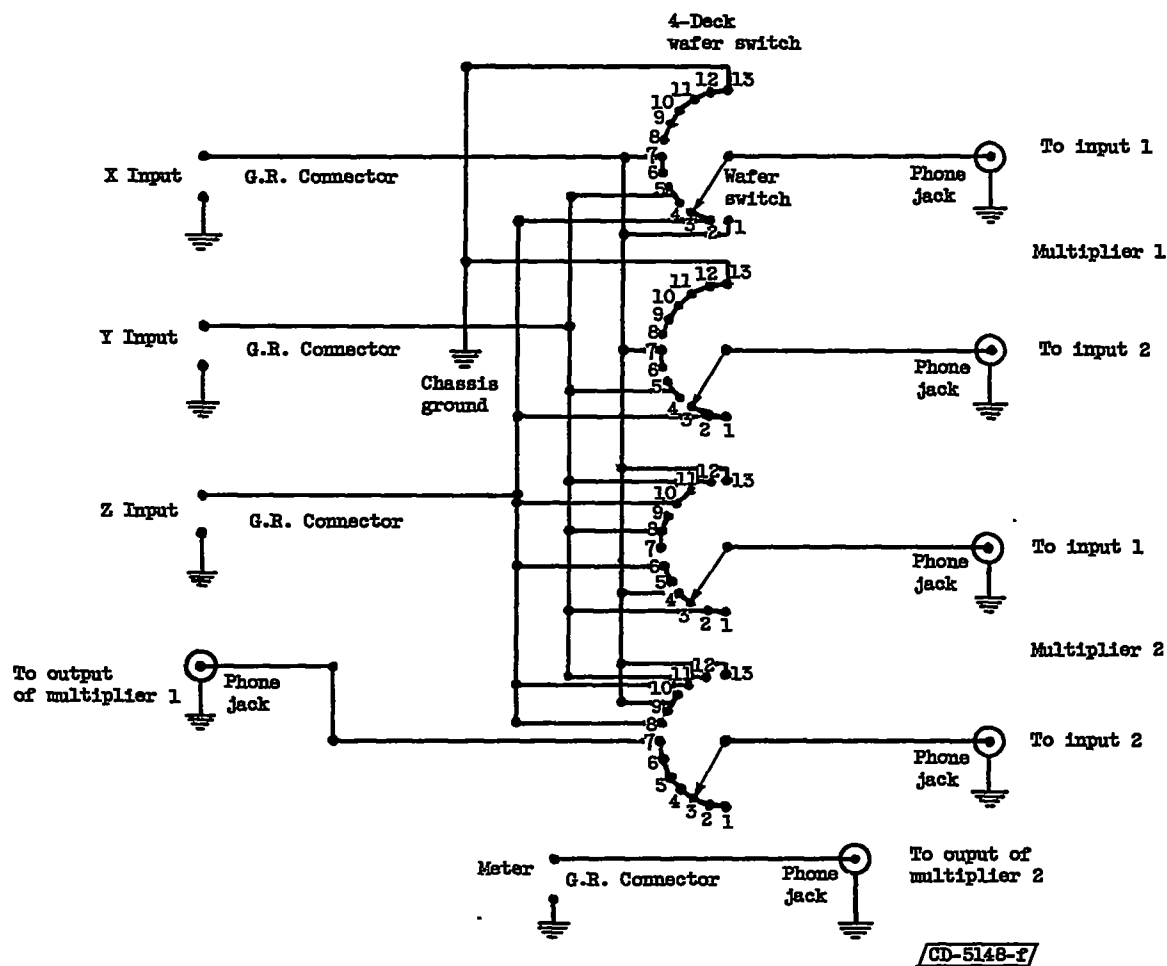 4-Deck
wafer switch
13
12
11
10
9
8
7
6
5
4
3
2
1
Wafer
switch
X Input
G.R. Connector
Phone
jack
To input 1
Multiplier 1
13
12
11
10
9
8
7
6
5
4
3
2
1
Y Input
G.R. Connector
Chassis
ground
Phone
jack
To input 2
13
12
11
10
9
8
7
6
5
4
3
2
1
Z Input
G.R. Connector
Phone
jack
To input 1
Multiplier 2
13
12
11
10
9
8
7
6
5
4
3
2
1
To output
of multiplier 1
Phone
jack
Phone
jack
To input 2
Meter
G.R. Connector
Phone
jack
To ouput of
multiplier 2
CD-5148-f